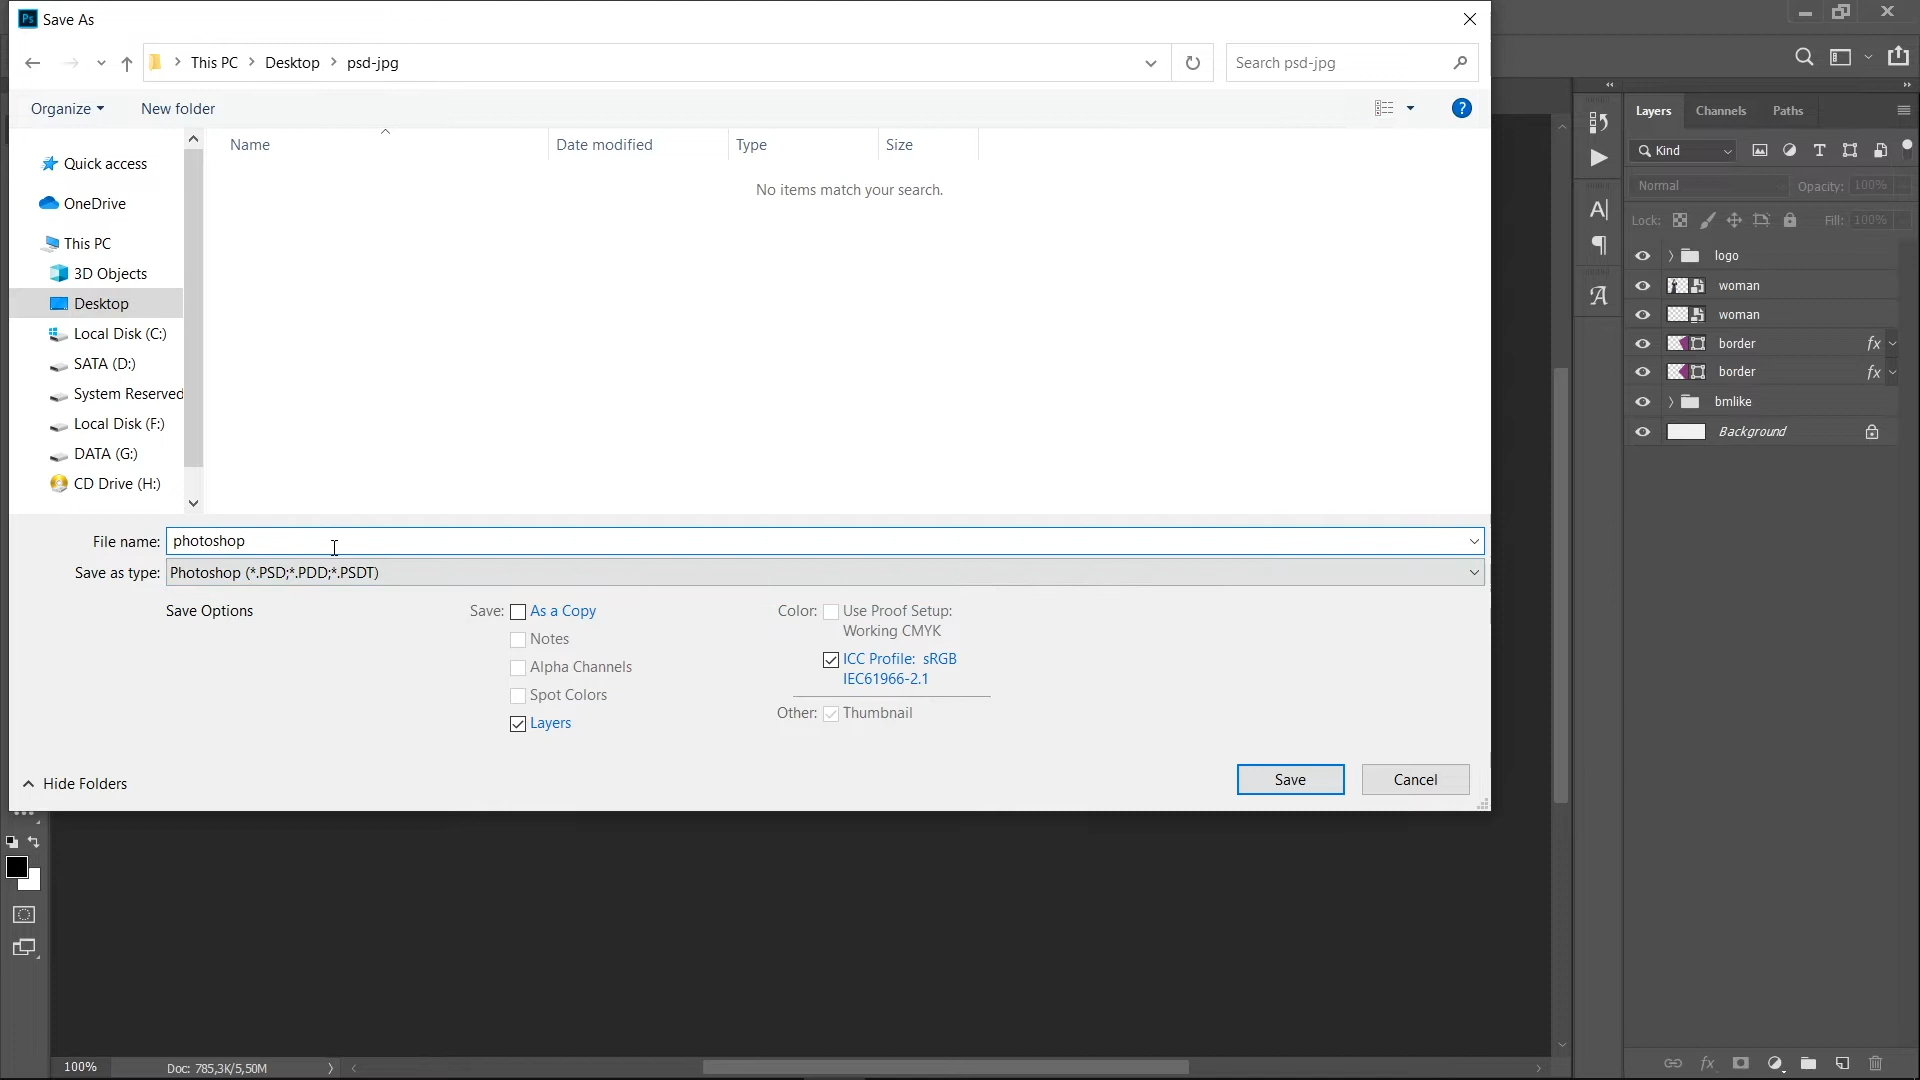 Ps Save As
This PC Desktop psd-jpg
Search psd-jpg
Organize
New folder
?
Name
Date modified
Type
Size
No items match your search.
Quick access
OneDrive
This PC
3D Objects
Desktop
Local Disk (C:)
SATA (D:)
System Reserved
Local Disk (F:)
DATA (G:)
CD Drive (H:)
File name: photoshop
Save as type: Photoshop (*.PSD;*.PDD;*.PSDT)
Save Options
Save: As a Copy
Notes
Alpha Channels
Spot Colors
Layers
Color: Use Proof Setup:
Working CMYK
ICC Profile: sRGB
IEC61966-2.1
Other: Thumbnail
Hide Folders
Save
Cancel
Layers
Channels
Paths
Kind
Normal
Opacity: 100%
Lock:
Fill: 100%
logo
woman
woman
border fx
border fx
bmlike
Background
fx
100%
Doc: 785,3K/5,50M